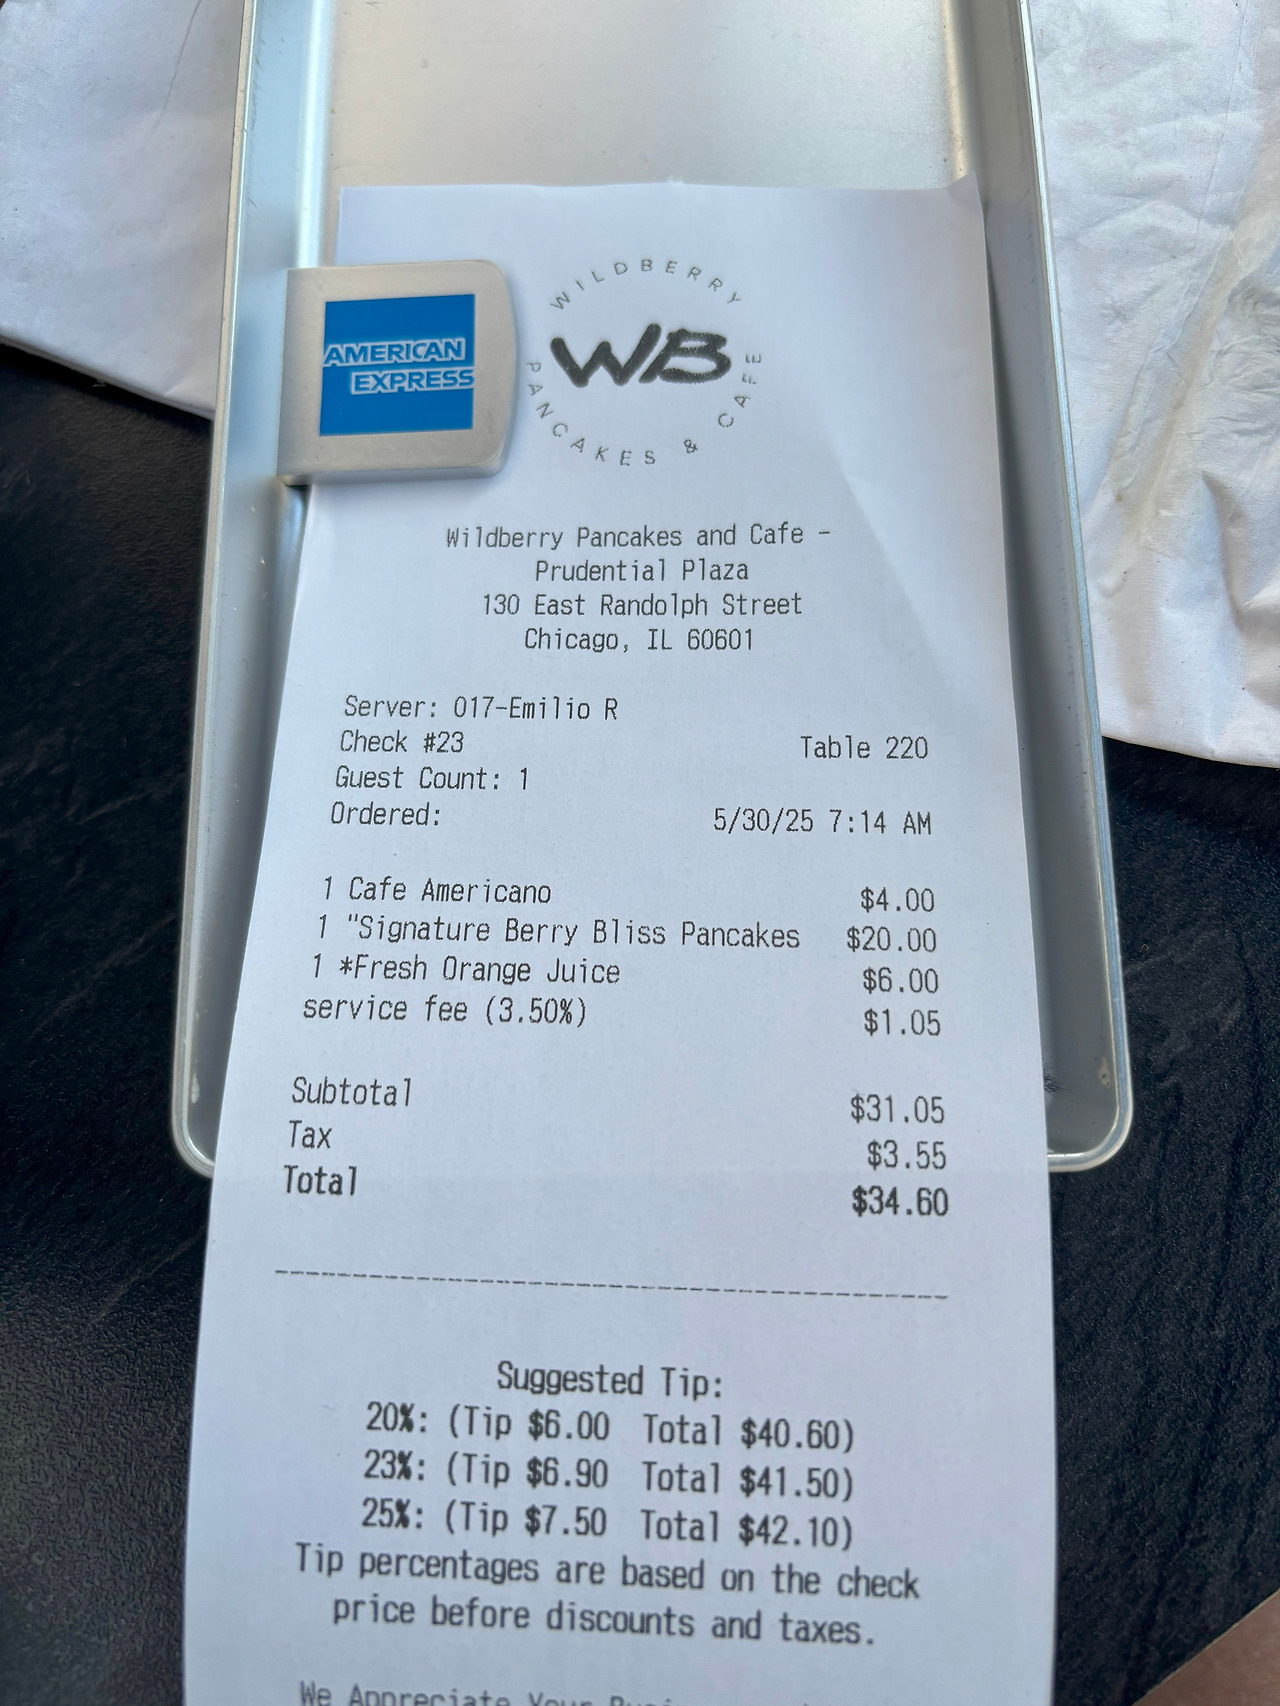 AMERICAN
EXPRESS
WILDBERRY
WB
PANCAKES & CAFE
Wildberry Pancakes and Cafe -
Prudential Plaza
130 East Randolph Street
Chicago, IL 60601
Server: 017-Emilio R
Check #23 Table 220
Guest Count: 1
Ordered: 5/30/25 7:14 AM
1 Cafe Americano $4.00
1 "Signature Berry Bliss Pancakes $20.00
1 *Fresh Orange Juice $6.00
service fee (3.50%) $1.05
Subtotal $31.05
Tax $3.55
Total $34.60
Suggested Tip:
20%: (Tip $6.00 Total $40.60)
23%: (Tip $6.90 Total $41.50)
25%: (Tip $7.50 Total $42.10)
Tip percentages are based on the check
price before discounts and taxes.
We Appreciate Your